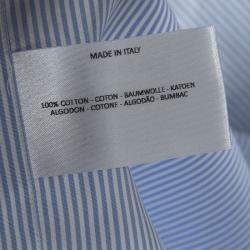 MADE IN ITALY
100% COTTON - COTON - BAUMWOLLE - KATOEN
ALGODON - COTONE - ALGODÃO - BUMBAC